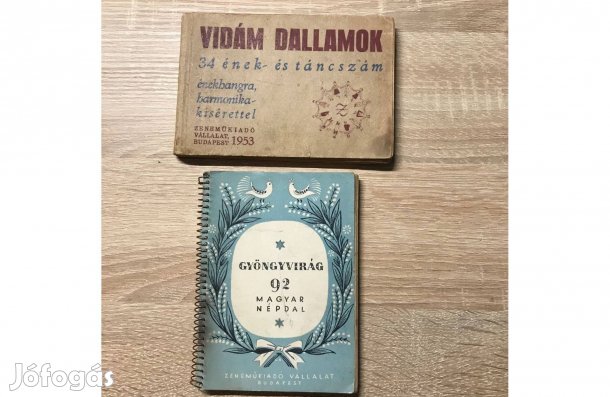 VIDÁM DALLAMOK
34 ének- és táncszám
énekhangra,
harmonika-
kísérettel
ZENEMŰKIADÓ
VÁLLALAT,
BUDAPEST 1953
Z
GYÖNGYVIRÁG
92
MAGYAR
NÉPDAL
ZENEMŰKIADÓ VÁLLALAT
BUDAPEST
Jófogás